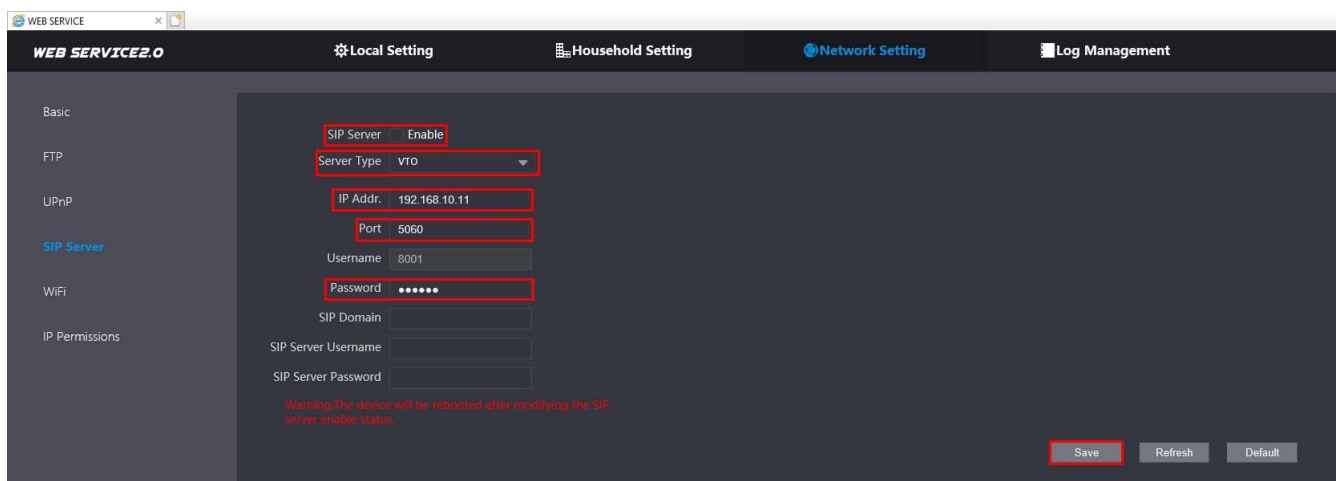 WEB SERVICE
WEB SERVICE2.0
Local Setting
Household Setting
Network Setting
Log Management
Basic
FTP
UPnP
SIP Server
WiFi
IP Permissions
SIP Server Enable
Server Type VTO
IP Addr. 192.168.10.11
Port 5060
Username 8001
Password ••••••
SIP Domain
SIP Server Username
SIP Server Password
Warning:The device will be rebooted after modifying the SIP
server enable status.
Save Refresh Default